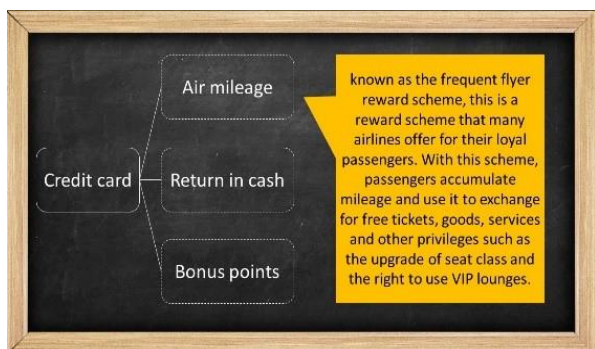 Air mileage
Credit card
Return in cash
Bonus points
known as the frequent flyer
reward scheme, this is a
reward scheme that many
airlines offer for their loyal
passengers. With this scheme,
passengers accumulate
mileage and use it to exchange
for free tickets, goods, services
and other privileges such as
the upgrade of seat class and
the right to use VIP lounges.